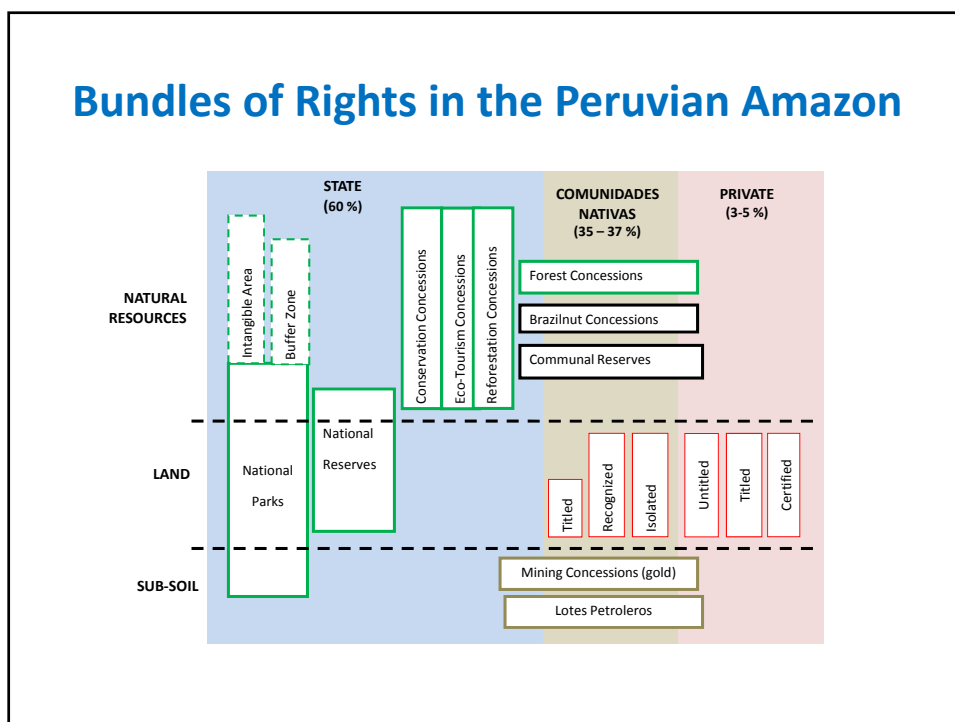 Bundles of Rights in the Peruvian Amazon
STATE
(60 %)
COMUNIDADES
NATIVAS
(35 – 37 %)
PRIVATE
(3-5 %)
NATURAL
RESOURCES
Intangible Area
Buffer Zone
Conservation Concessions
Eco-Tourism Concessions
Reforestation Concessions
Forest Concessions
Brazilnut Concessions
Communal Reserves
LAND
National
Parks
National
Reserves
Titled
Recognized
Isolated
Untitled
Titled
Certified
SUB-SOIL
Mining Concessions (gold)
Lotes Petroleros